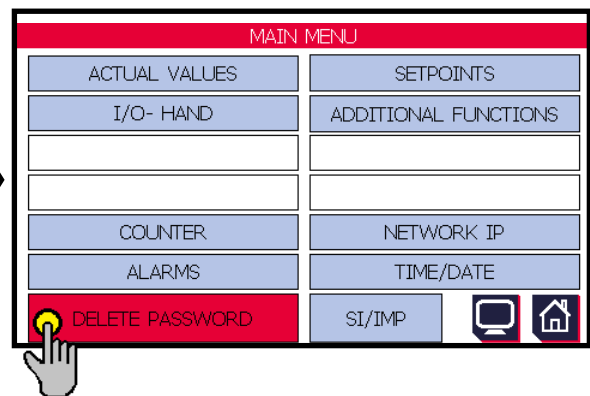 MAIN MENU
ACTUAL VALUES SETPOINTS
I/O- HAND ADDITIONAL FUNCTIONS
COUNTER NETWORK IP
ALARMS TIME/DATE
DELETE PASSWORD SI/IMP